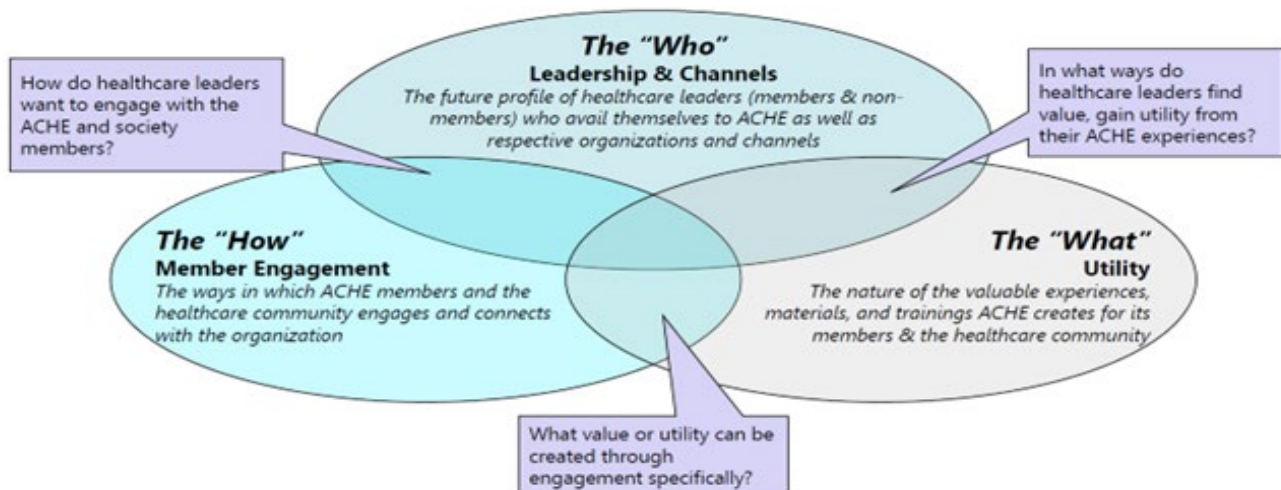 The “Who”
Leadership & Channels
The future profile of healthcare leaders (members & non-
members) who avail themselves to ACHE as well as
respective organizations and channels
How do healthcare leaders
want to engage with the
ACHE and society
members?
In what ways do
healthcare leaders find
value, gain utility from
their ACHE experiences?
The “How”
Member Engagement
The ways in which ACHE members and the
healthcare community engages and connects
with the organization
The “What”
Utility
The nature of the valuable experiences,
materials, and trainings ACHE creates for its
members & the healthcare community
What value or utility can be
created through
engagement specifically?